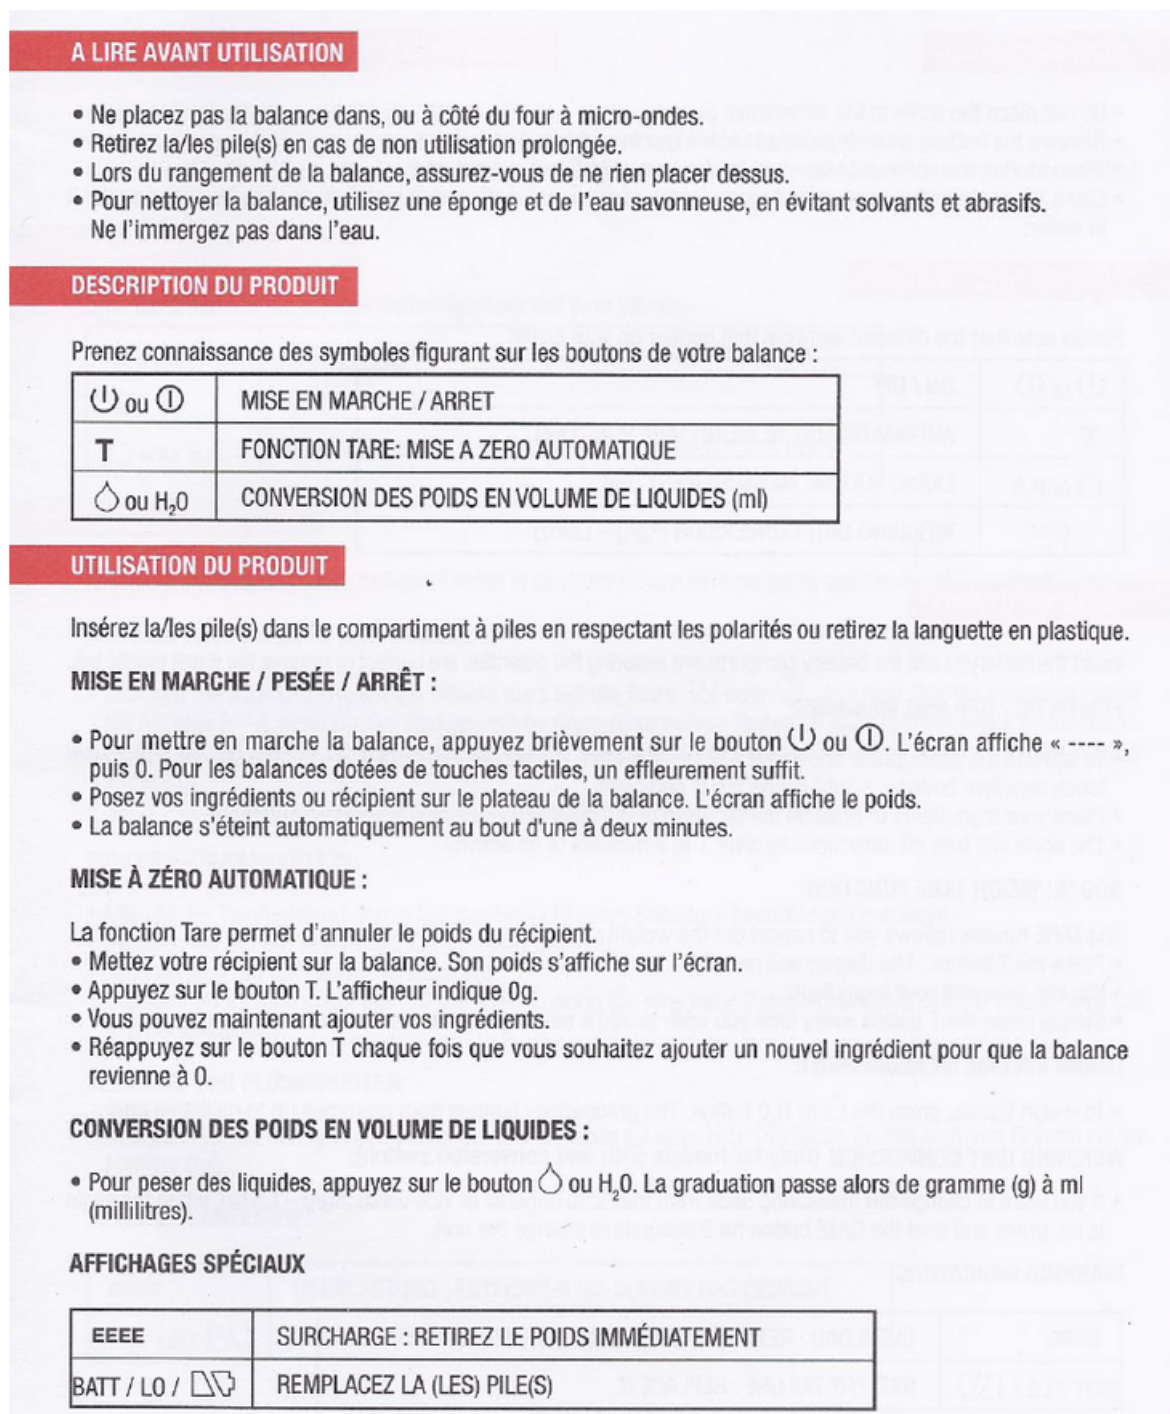 A LIRE AVANT UTILISATION
• Ne placez pas la balance dans, ou à côté du four à micro-ondes.
• Retirez la/les pile(s) en cas de non utilisation prolongée.
• Lors du rangement de la balance, assurez-vous de ne rien placer dessus.
• Pour nettoyer la balance, utilisez une éponge et de l'eau savonneuse, en évitant solvants et abrasifs.
Ne l'immergez pas dans l'eau.
DESCRIPTION DU PRODUIT
Prenez connaissance des symboles figurant sur les boutons de votre balance :
ou MISE EN MARCHE / ARRET
T FONCTION TARE: MISE A ZERO AUTOMATIQUE
ou H₂0 CONVERSION DES POIDS EN VOLUME DE LIQUIDES (ml)
UTILISATION DU PRODUIT
Insérez la/les pile(s) dans le compartiment à piles en respectant les polarités ou retirez la languette en plastique.
MISE EN MARCHE / PESÉE / ARRÊT :
• Pour mettre en marche la balance, appuyez brièvement sur le bouton ou . L'écran affiche « ---- »,
puis 0. Pour les balances dotées de touches tactiles, un effleurement suffit.
• Posez vos ingrédients ou récipient sur le plateau de la balance. L'écran affiche le poids.
• La balance s'éteint automatiquement au bout d'une à deux minutes.
MISE À ZÉRO AUTOMATIQUE :
La fonction Tare permet d'annuler le poids du récipient.
• Mettez votre récipient sur la balance. Son poids s'affiche sur l'écran.
• Appuyez sur le bouton T. L'afficheur indique 0g.
• Vous pouvez maintenant ajouter vos ingrédients.
• Réappuyez sur le bouton T chaque fois que vous souhaitez ajouter un nouvel ingrédient pour que la balance
revienne à 0.
CONVERSION DES POIDS EN VOLUME DE LIQUIDES :
• Pour peser des liquides, appuyez sur le bouton ou H₂0. La graduation passe alors de gramme (g) à ml
(millilitres).
AFFICHAGES SPÉCIAUX
EEEE SURCHARGE : RETIREZ LE POIDS IMMÉDIATEMENT
BATT / LO / REMPLACEZ LA (LES) PILE(S)